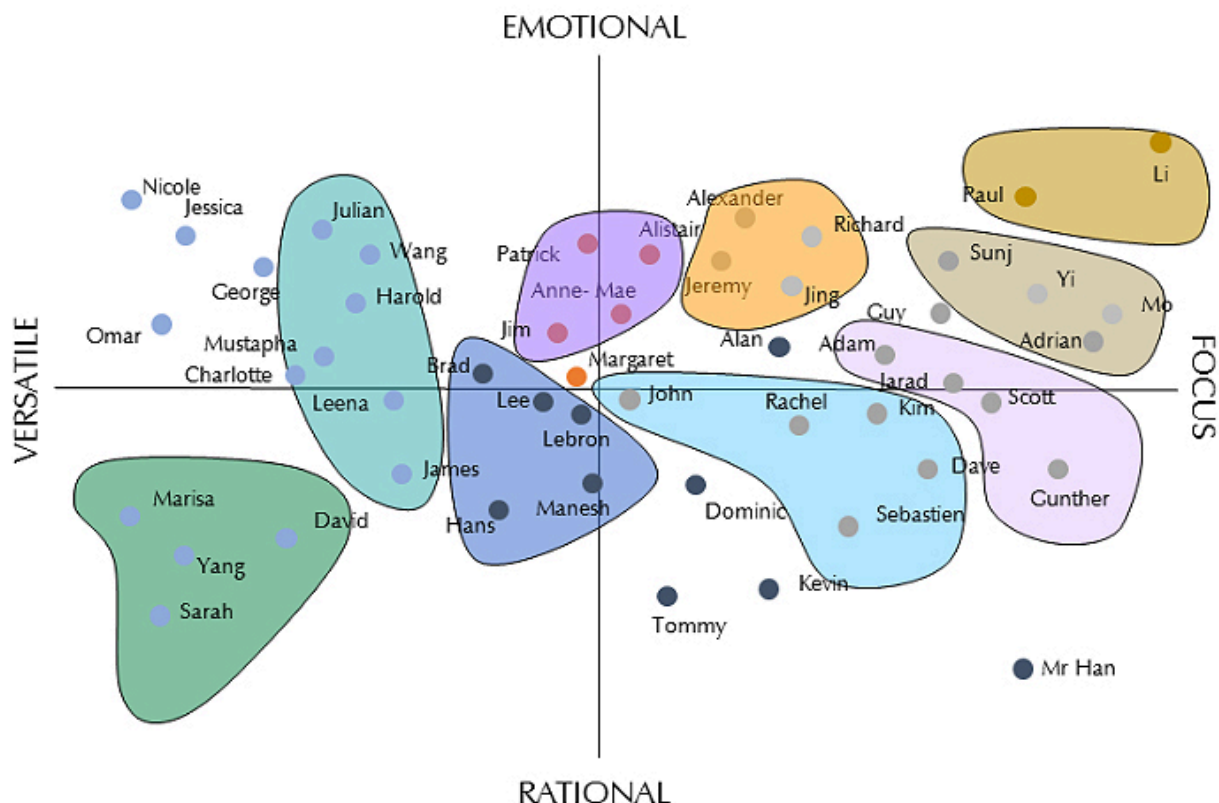 EMOTIONAL
Nicole
Jessica
Julian
Alexander
Li
Paul
Richard
Alistair
Patrick
Wang
Sunj
George
Harold
Anne- Mae
Jeremy
Jing
Yi
Mo
Omar
Mustapha
Jim
Guy
Alan
Adam
Adrian
Charlotte
Brad
Margaret
Jarad
VERSATILE
FOCUS
Leena
Lee
John
Rachel
Kim
Scott
Lebron
James
Dave
Marisa
David
Hans
Manesh
Dominic
Sebastien
Gunther
Yang
Sarah
Kevin
Tommy
Mr Han
RATIONAL